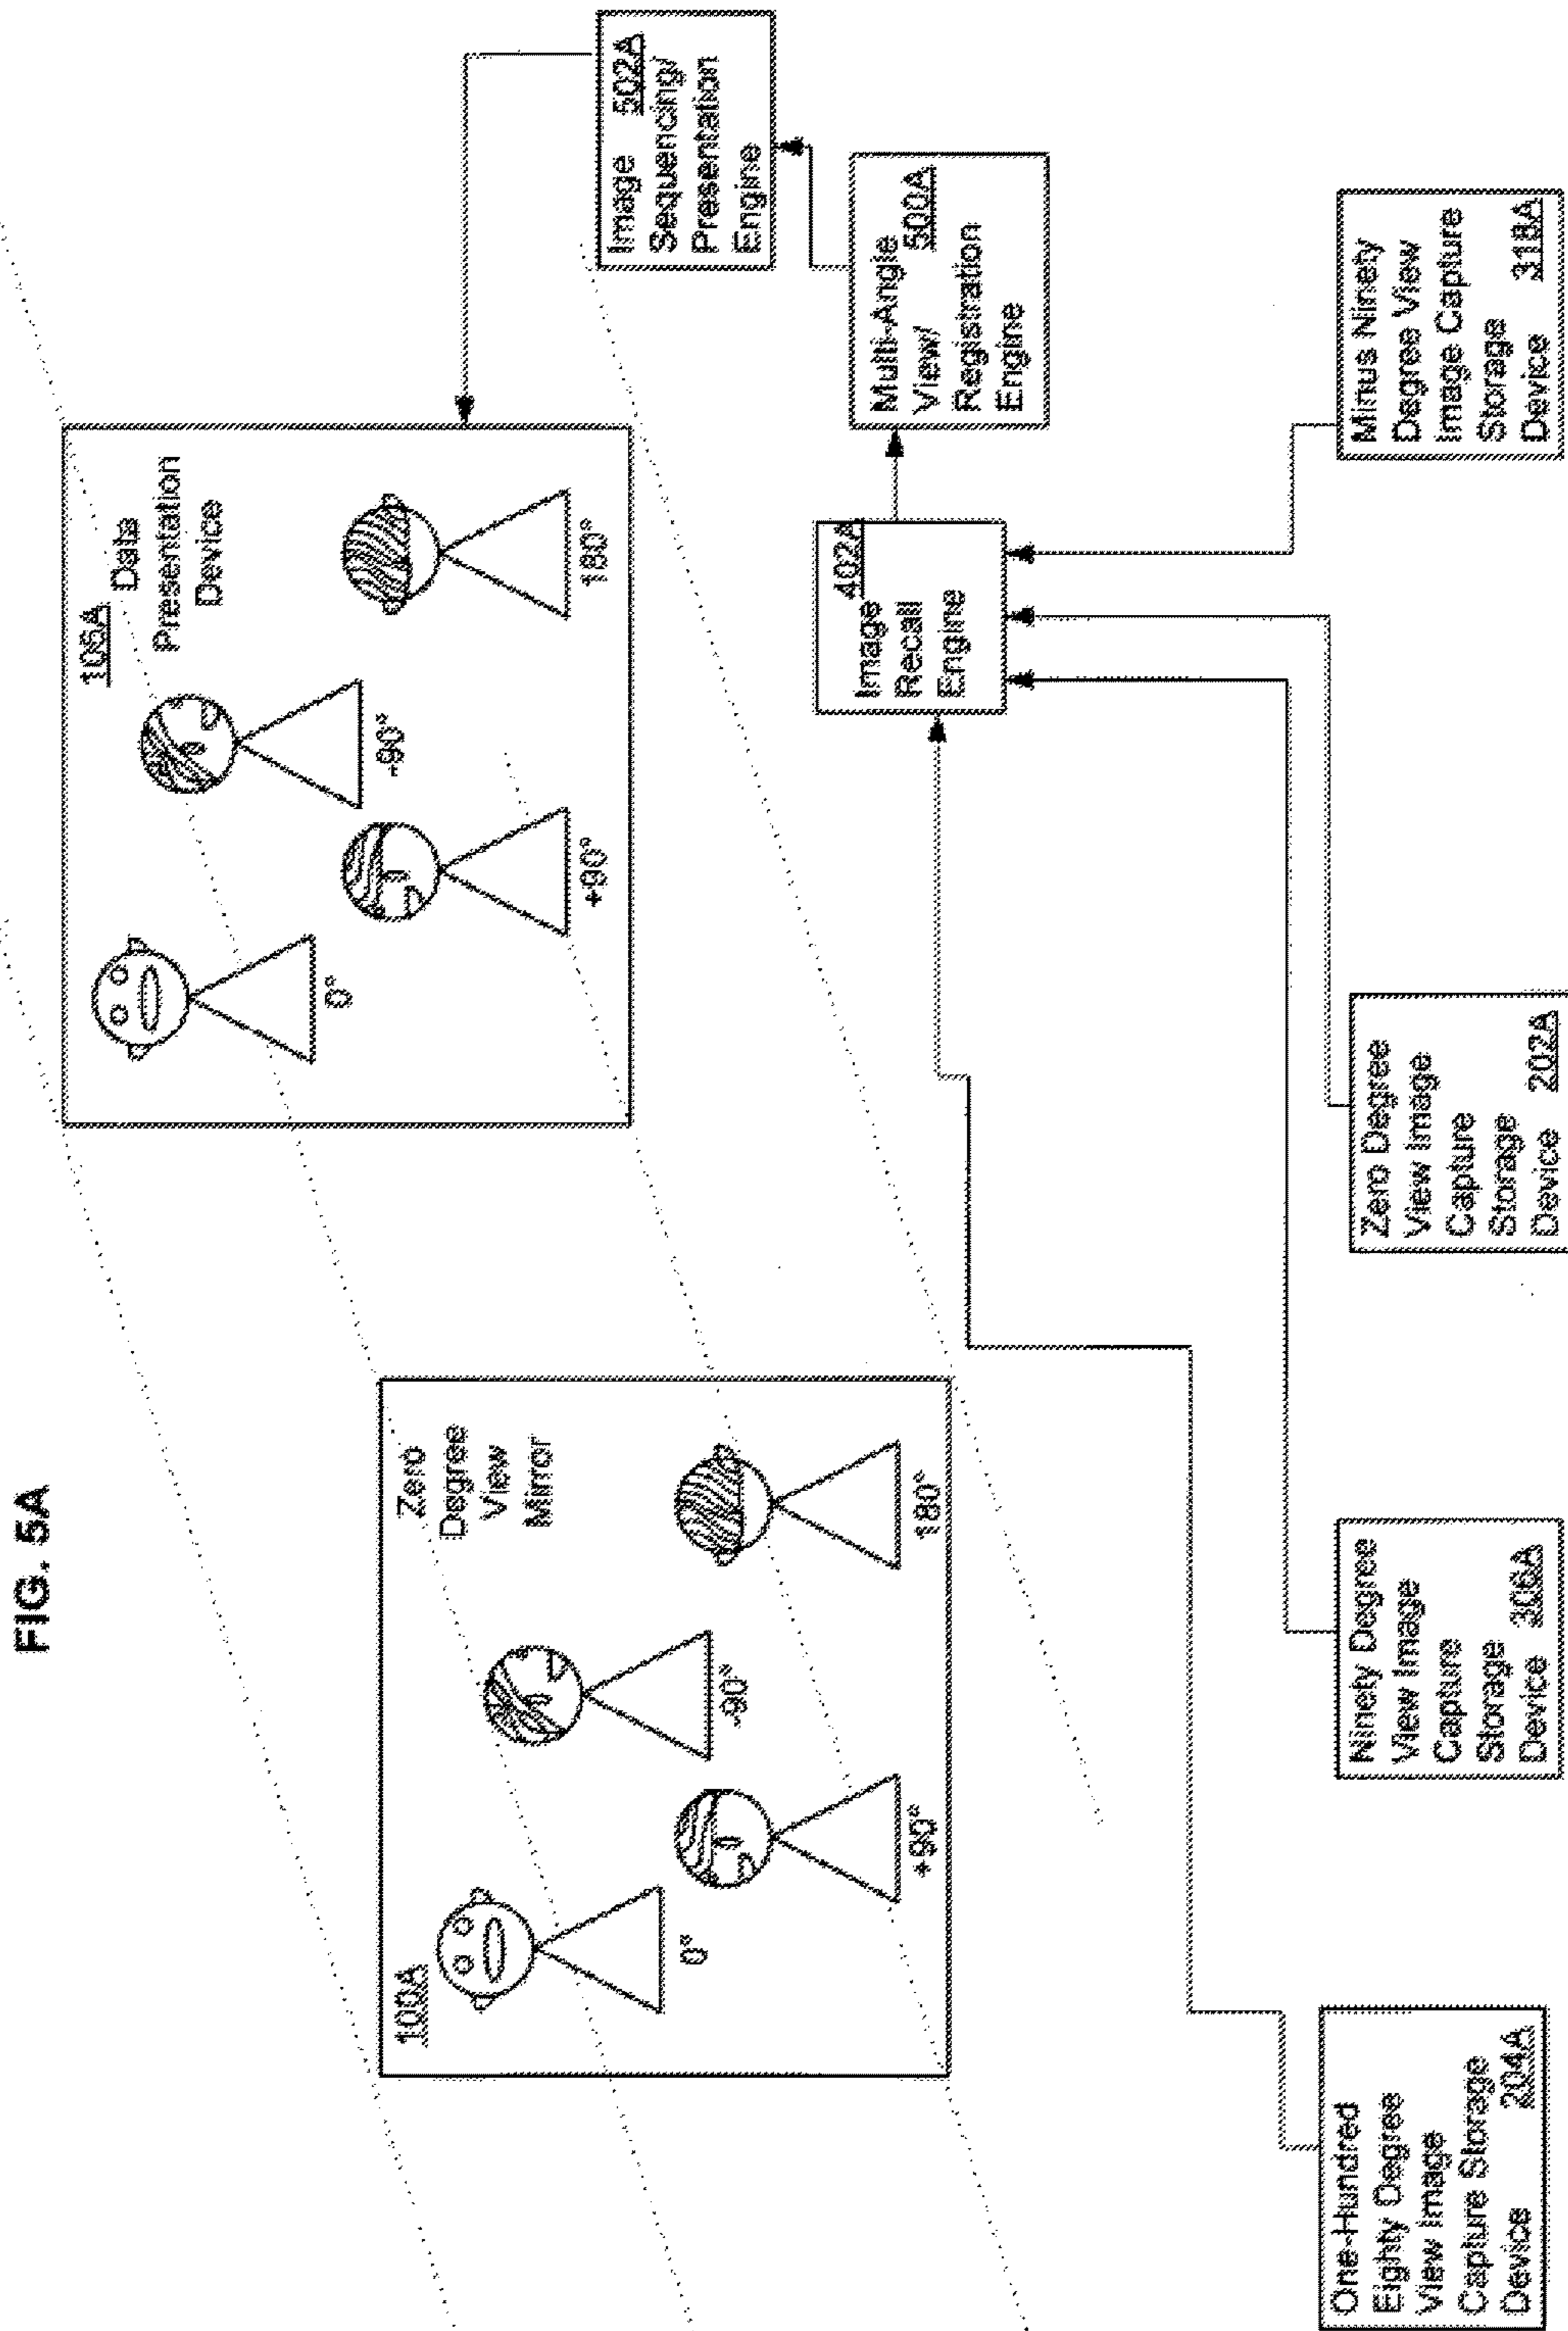 FIG. 5A
100A
Zero
Degree
View
Mirror
0°
+90°
-90°
180°
105A
Data
Presentation
Device
0°
+90°
-90°
180°
Image 502A
Sequencing/
Presentation
Engine
Multi-Angle
View/ 500A
Registration
Engine
402A
Image
Recall
Engine
One-Hundred
Eighty Degree
View Image
Capture Storage
Device 204A
Ninety Degree
View Image
Capture
Storage
Device 306A
Zero Degree
View Image
Capture
Storage
Device 202A
Minus Ninety
Degree View
Image Capture
Storage
Device 318A